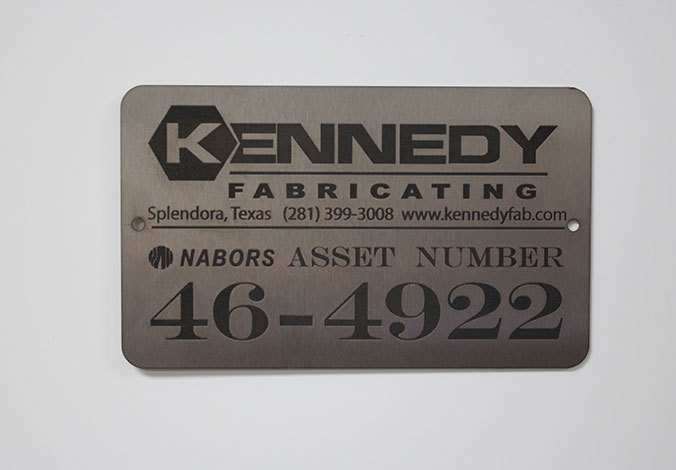 KENNEDY
FABRICATING
Splendora, Texas (281) 399-3008 www.kennedyfab.com
NABORS ASSET NUMBER
46-4922